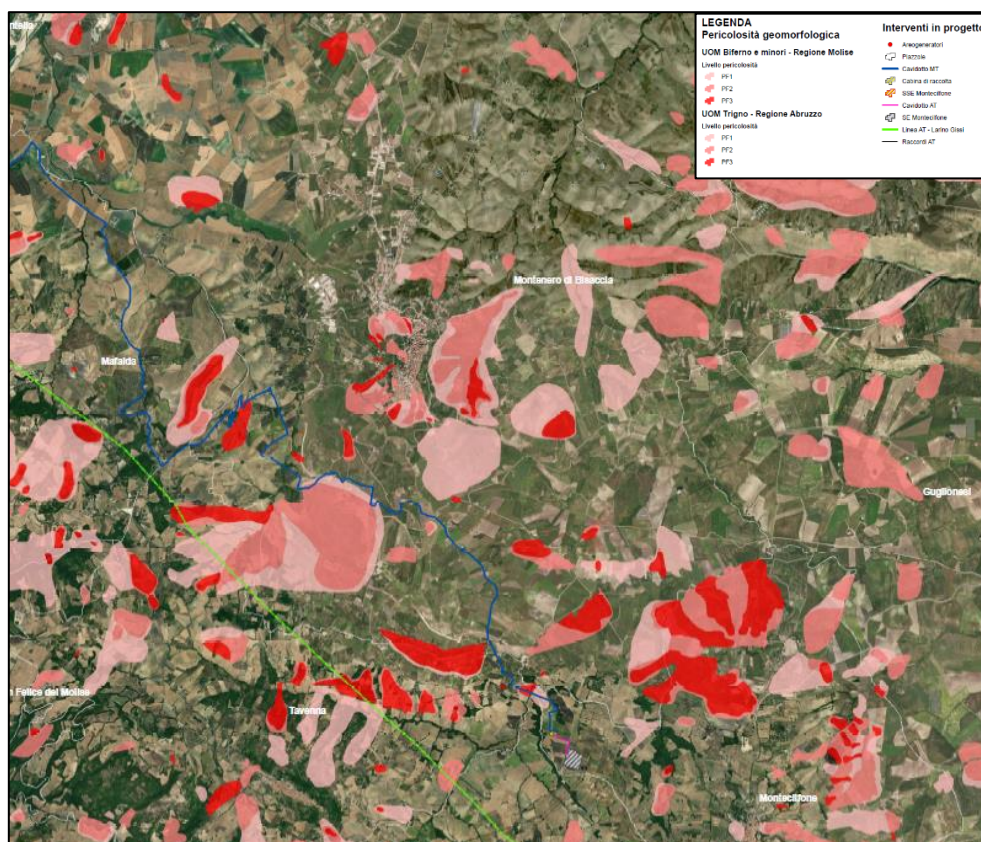 LEGENDA
Pericolosità geomorfologica
UOM Biferno e minori - Regione Molise
Livello pericolosità
PF1
PF2
PF3
UOM Trigno - Regione Abruzzo
Livello pericolosità
PF1
PF2
PF3
Interventi in progetto
Aerogeneratori
Piazzole
Cavidotto MT
Cabina di raccolta
SSE Montecilfone
Cavidotto AT
SE Montecilfone
Linea AT - Larino Gissi
Raccordi AT
Montenero di Bisaccia
Mafalda
Guglionesi
Felice del Molise
Tavenna
Montecilfone